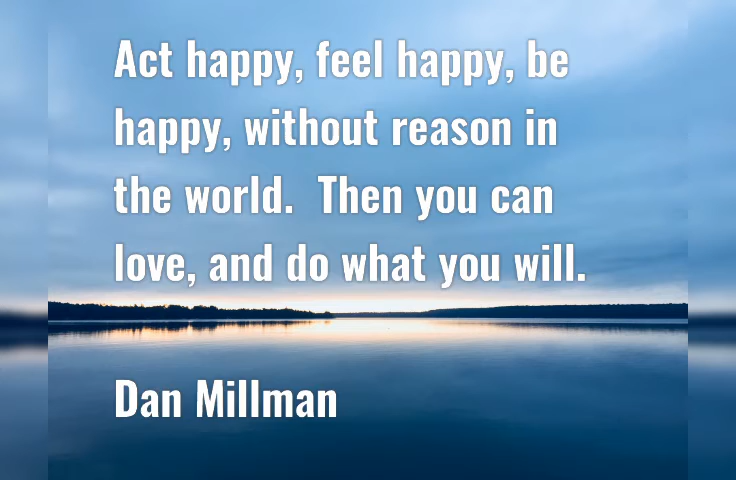 Act happy, feel happy, be
happy, without reason in
the world.  Then you can
love, and do what you will.
Dan Millman